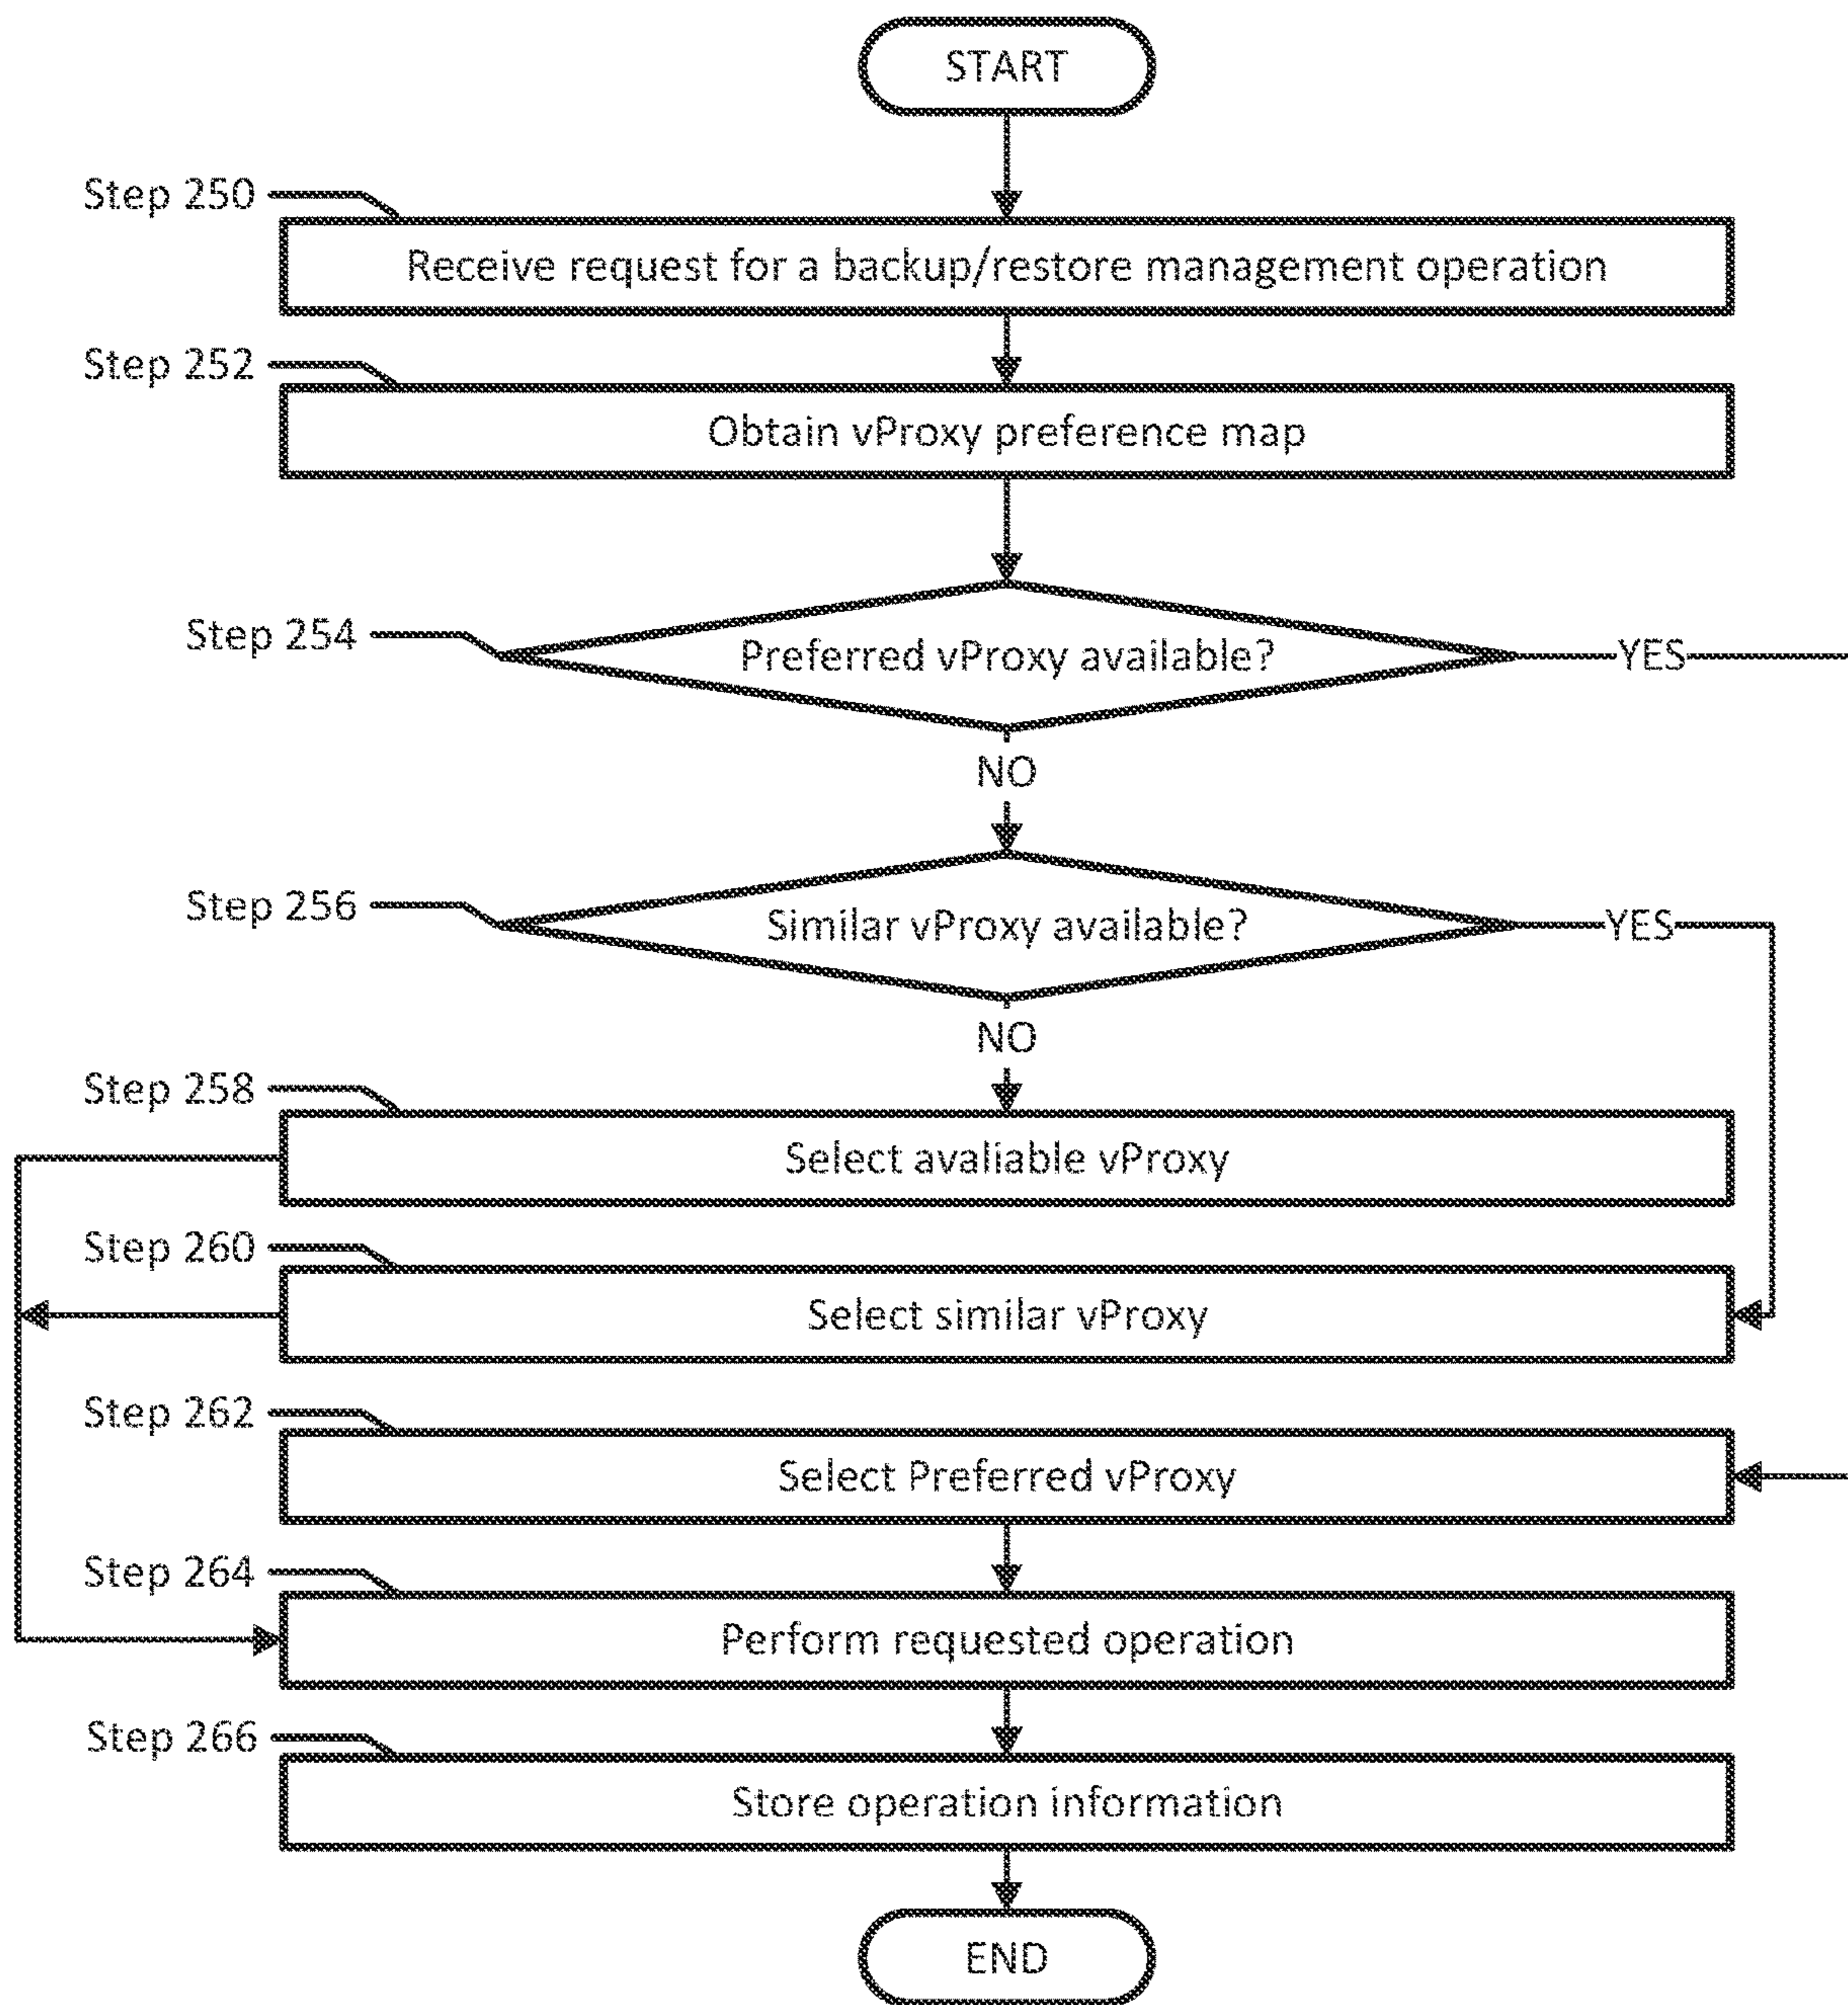 START
Step 250
Receive request for a backup/restore management operation
Step 252
Obtain vProxy preference map
Step 254
Preferred vProxy available?
YES
NO
Step 256
Similar vProxy available?
YES
NO
Step 258
Select avaliable vProxy
Step 260
Select similar vProxy
Step 262
Select Preferred vProxy
Step 264
Perform requested operation
Step 266
Store operation information
END